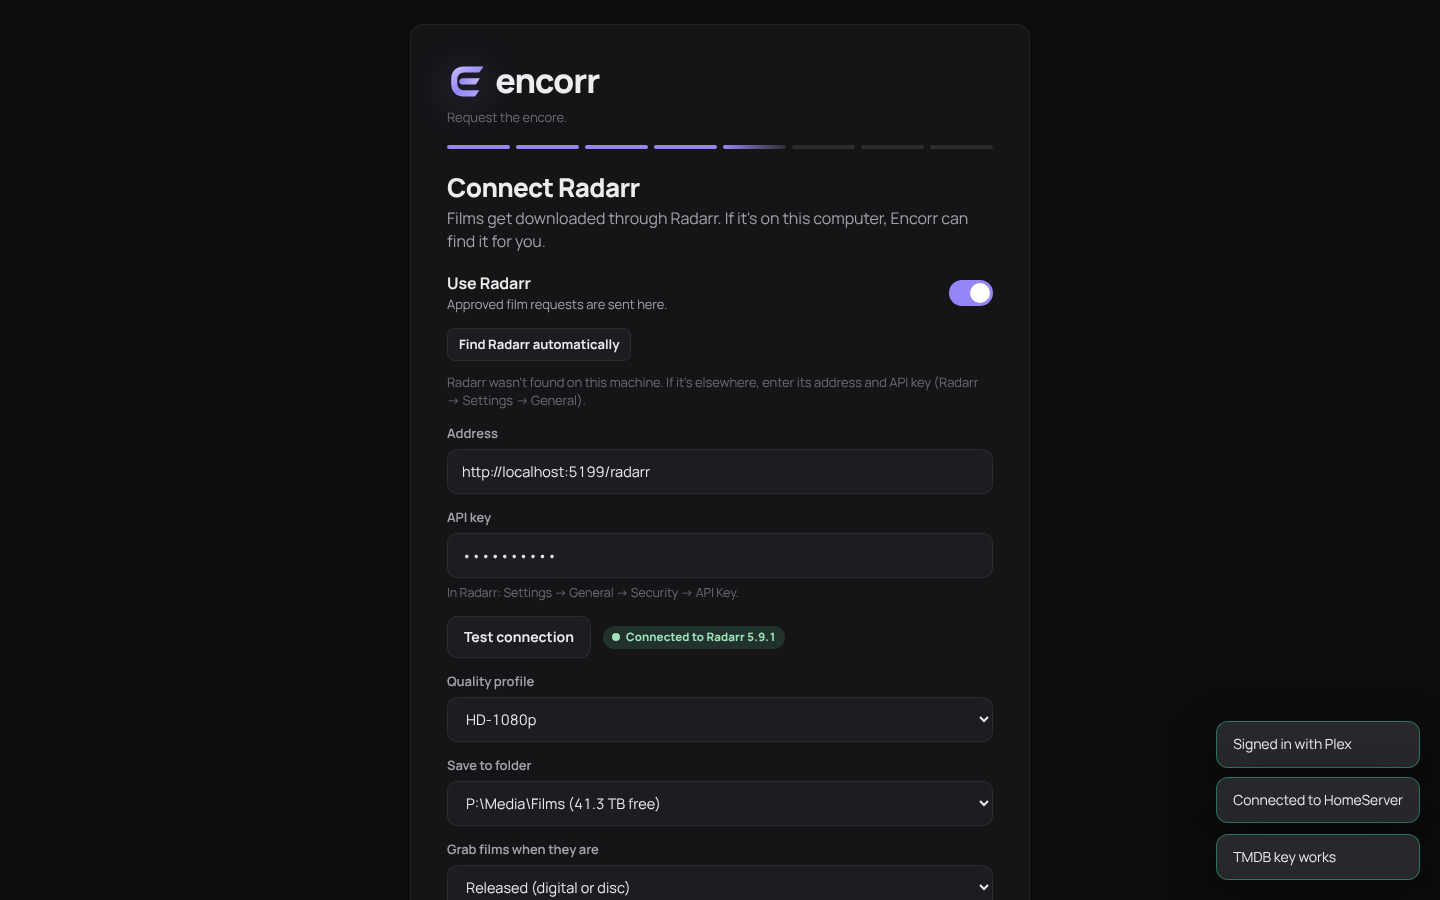 encorr
Request the encore.
Connect Radarr
Films get downloaded through Radarr. If it's on this computer, Encorr can
find it for you.
Use Radarr
Approved film requests are sent here.
Find Radarr automatically
Radarr wasn't found on this machine. If it's elsewhere, enter its address and API key (Radarr
→ Settings → General).
Address
http://localhost:5199/radarr
API key
••••••••••
In Radarr: Settings → General → Security → API Key.
Test connection
Connected to Radarr 5.9.1
Quality profile
HD-1080p
Save to folder
P:\Media\Films (41.3 TB free)
Grab films when they are
Released (digital or disc)
Signed in with Plex
Connected to HomeServer
TMDB key works